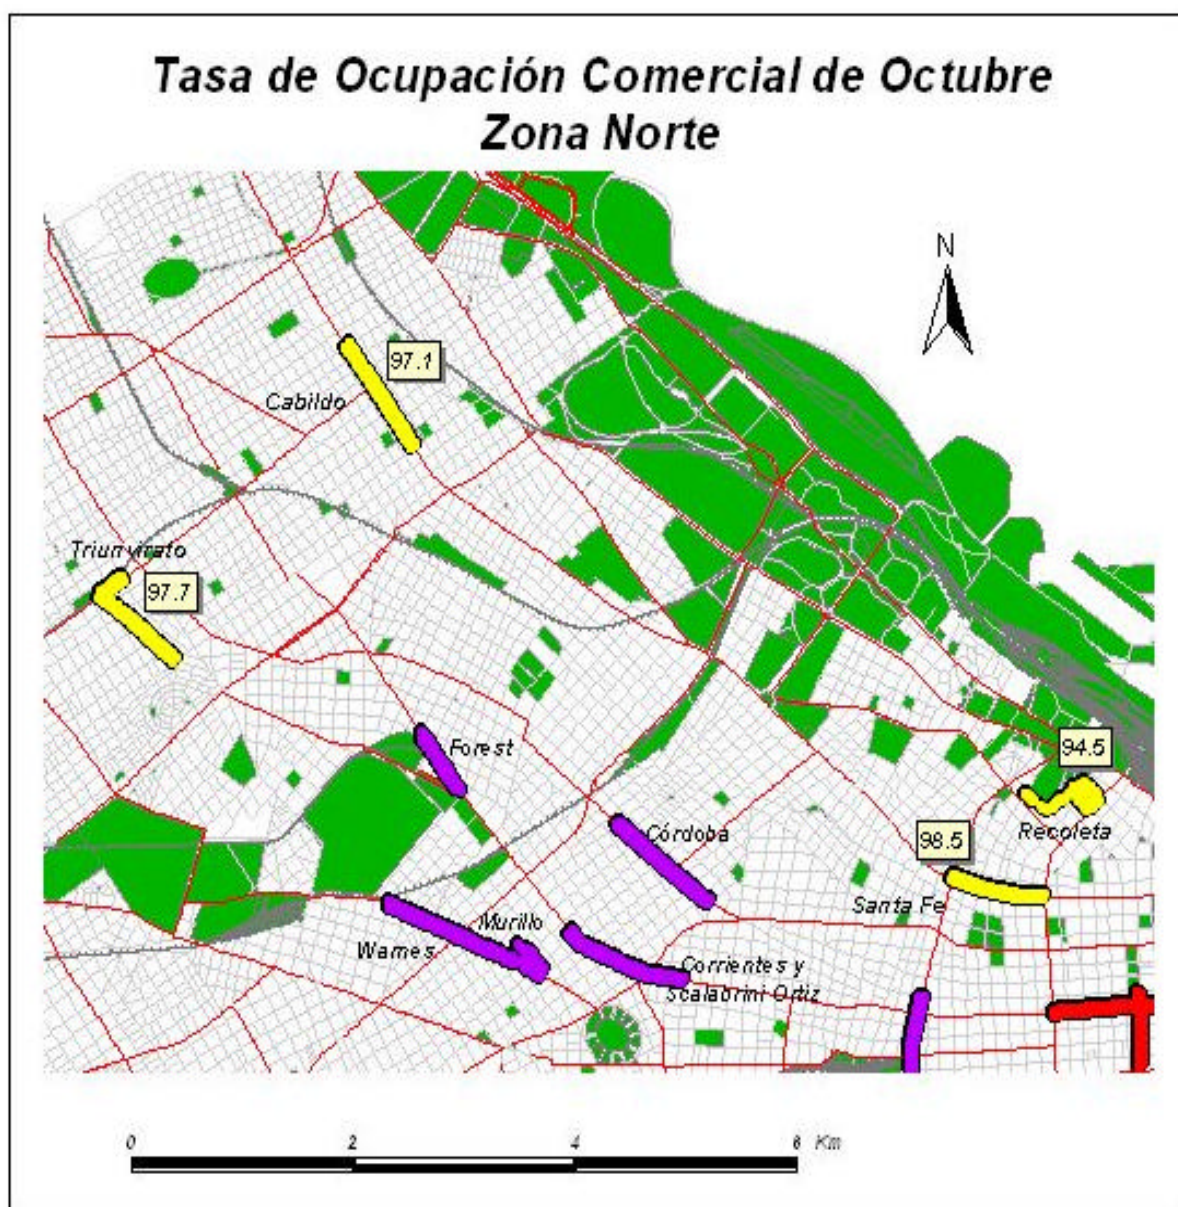 Tasa de Ocupación Comercial de Octubre
Zona Norte
N
97.1
Cabildo
Triunvirato
97.7
Forest
94.5
Recoleta
Córdoba
98.5
Santa Fe
Murillo
Warnes
Corrientes y
Scalabrini Ortiz
0 2 4 6 Km